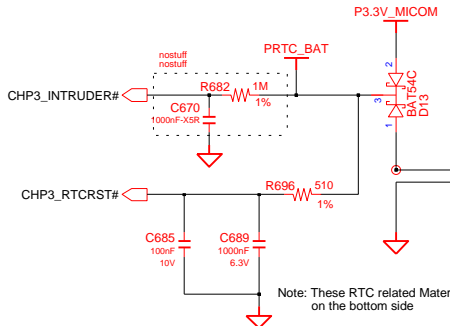 P3.3V_MICOM
nostuff
nostuff
PRTC_BAT
R682 1M
1%
CHP3_INTRUDER#
C670
1000nF-X5R
2
3
1
BAT54C
D13
R696 510
1%
CHP3_RTCRST#
C685
100nF
10V
C689
1000nF
6.3V
Note: These RTC related Mater
on the bottom side